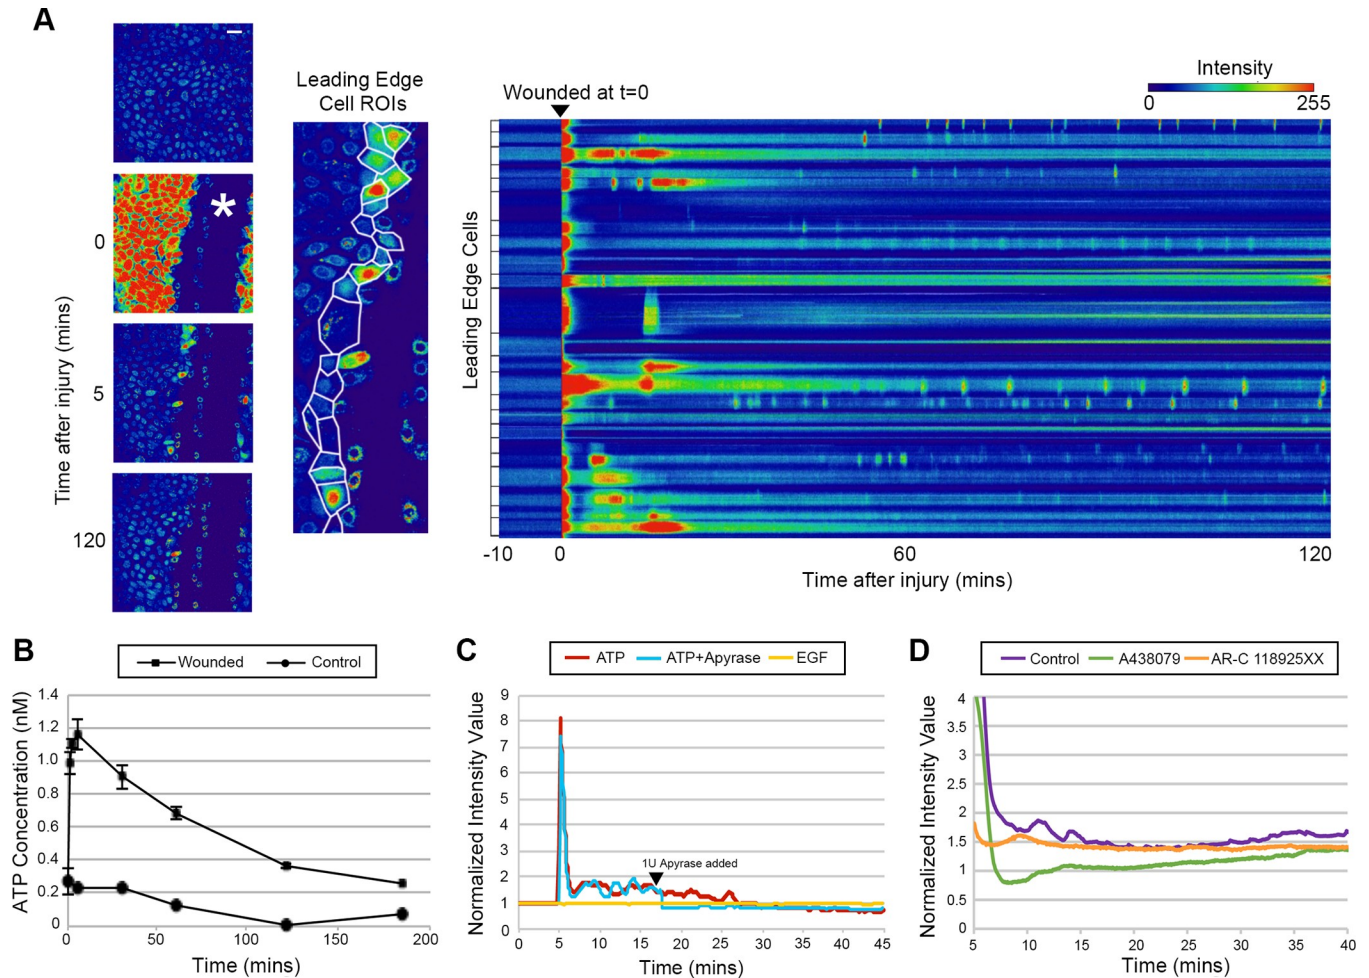 A
Leading Edge
Cell ROIs
Wounded at t=0
Intensity
0
255
*
Time after injury (mins)
0
5
120
Leading Edge Cells
-10
0
60
120
Time after injury (mins)
B
Wounded
Control
ATP Concentration (nM)
1.4
1.2
1.0
0.8
0.6
0.4
0.2
0
0
50
100
150
200
Time (mins)
C
ATP
ATP+Apyrase
EGF
Normalized Intensity Value
9
8
7
6
5
4
3
2
1
0
1U Apyrase added
0
5
10
15
20
25
30
35
40
45
Time (mins)
D
Control
A438079
AR-C 118925XX
Normalized Intensity Value
4
3.5
3
2.5
2
1.5
1
0.5
0
5
10
15
20
25
30
35
40
Time (mins)